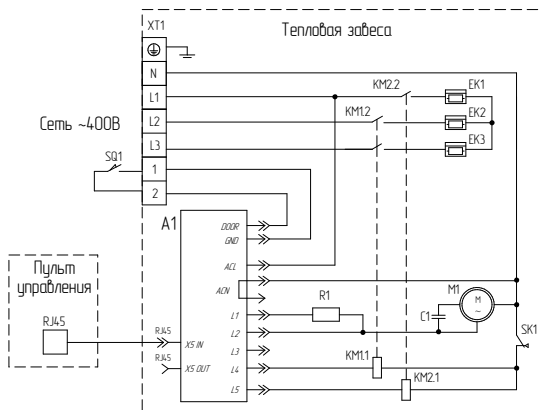 XT1
Тепловая завеса
N
L1
KM2.2
EK1
Сеть ~400В
L2
KM1.2
EK2
L3
EK3
SQ1
1
2
A1
DOOR
GND
Пульт
управления
ACL
ACN
RJ45
L1
R1
M1
M
~
C1
L2
SK1
RJ45
X5 IN
L3
RJ45
X5 OUT
L4
KM1.1
L5
KM2.1